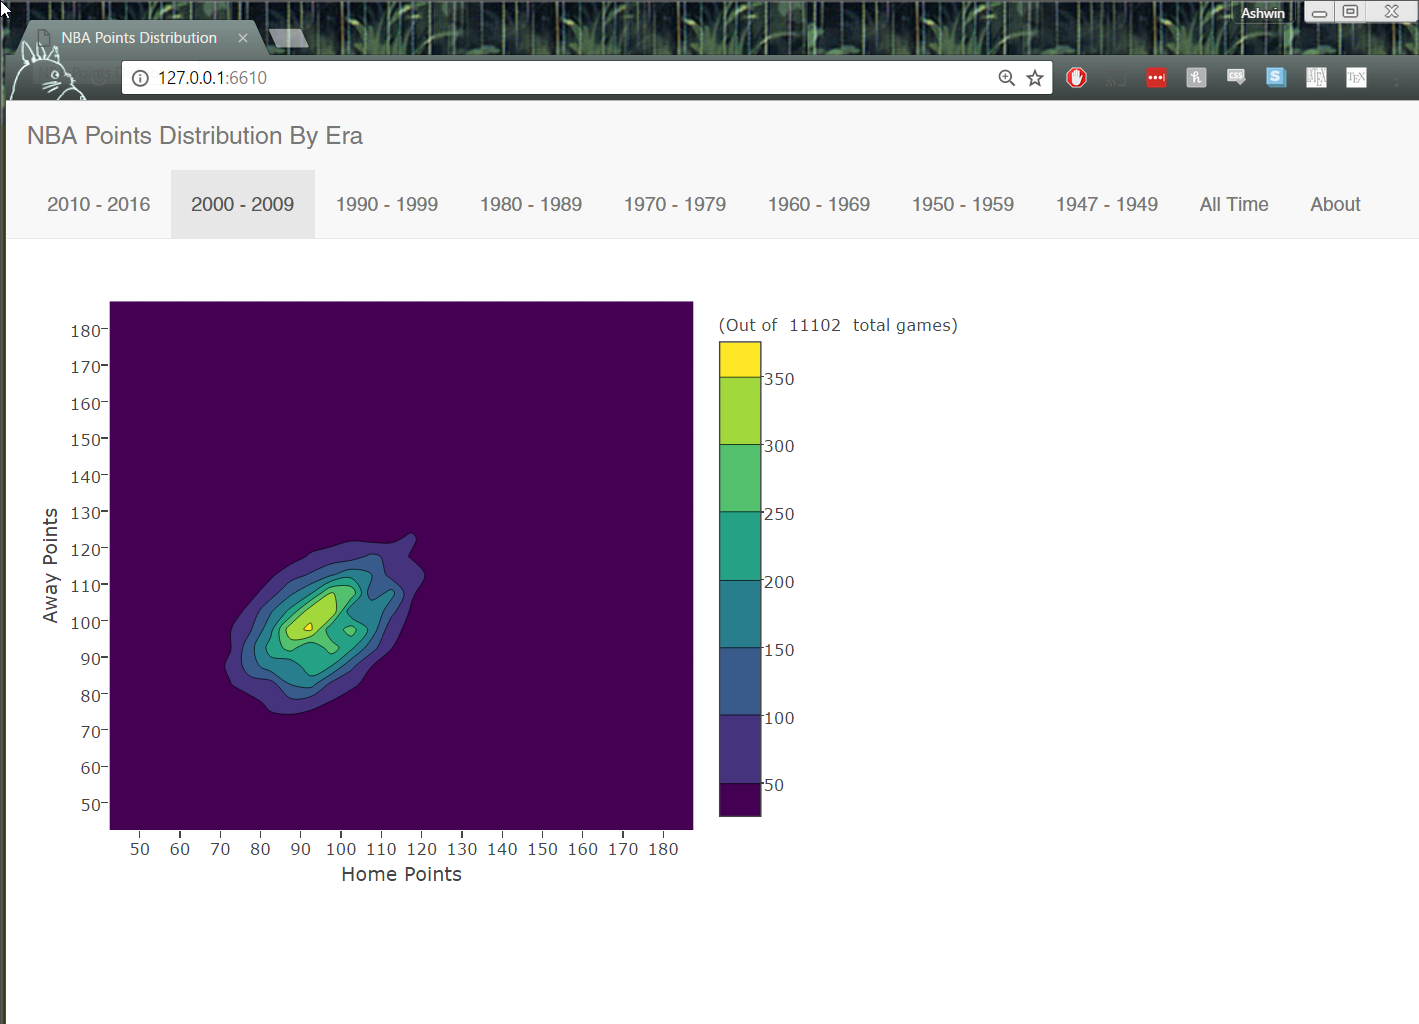 Ashwin
NBA Points Distribution
127.0.0.1:6610
CSS
S
TEX
NBA Points Distribution By Era
2010 - 2016 2000 - 2009 1990 - 1999 1980 - 1989 1970 - 1979 1960 - 1969 1950 - 1959 1947 - 1949 All Time About
(Out of 11102 total games)
180
170
160
150
140
130
120
110
100
90
80
70
60
50
Away Points
350
300
250
200
150
100
50
50 60 70 80 90 100 110 120 130 140 150 160 170 180
Home Points